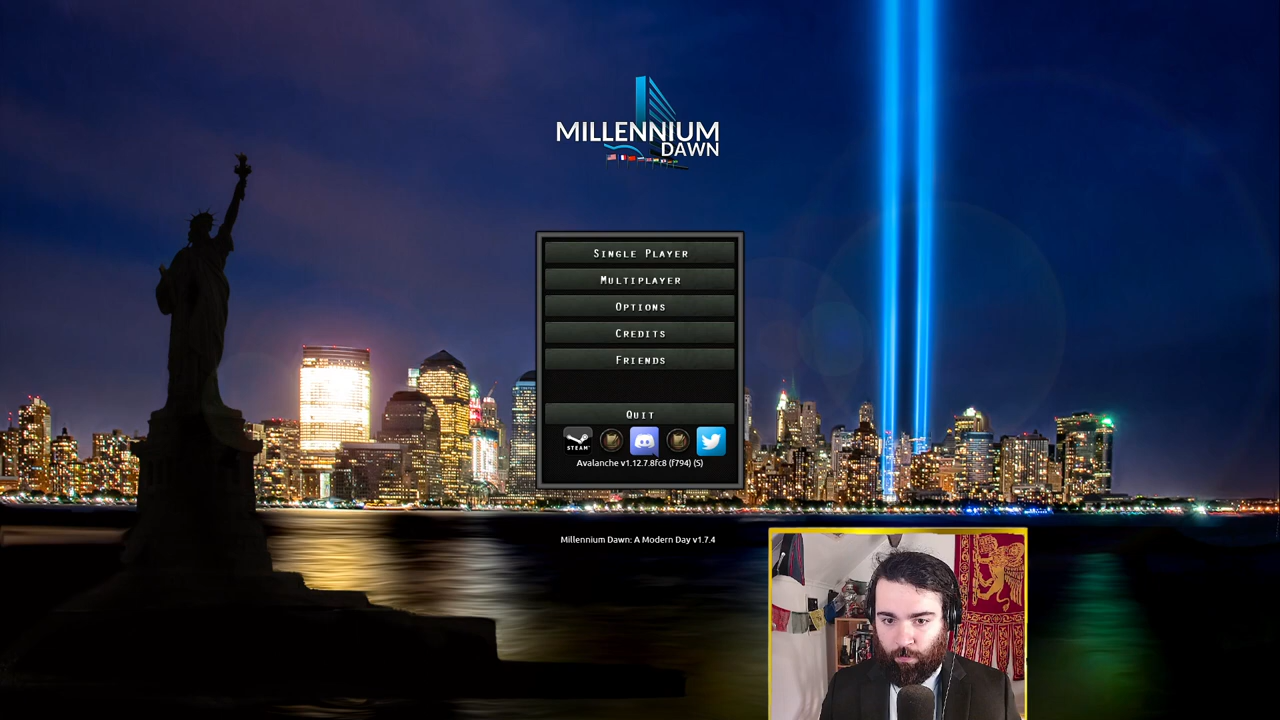 MILLENNIUM
DAWN
Single Player
Multiplayer
Options
Credits
Friends
Quit
STEAM
Avalanche v1.12.7.8fc8 (f794) (S)
Millennium Dawn: A Modern Day v1.7.4